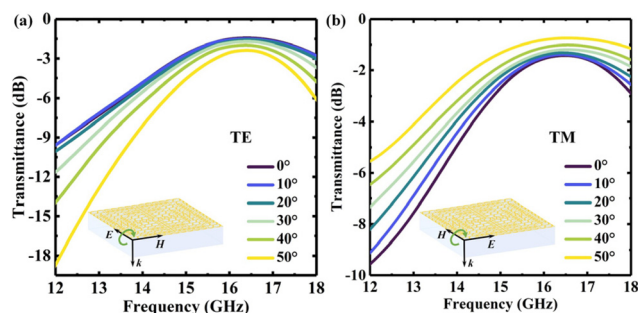 (a)
0
-3
-6
-9
-12
-15
-18
Transmittance (dB)
TE
0°
10°
20°
30°
40°
50°
E
H
k
12 13 14 15 16 17 18
Frequency (GHz)
(b)
0
-2
-4
-6
-8
-10
Transmittance (dB)
TM
0°
10°
20°
30°
40°
50°
H
E
k
12 13 14 15 16 17 18
Frequency (GHz)